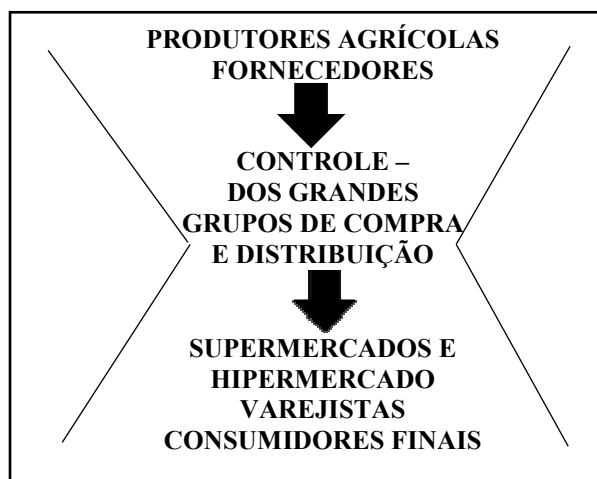 PRODUTORES AGRÍCOLAS
FORNECEDORES
CONTROLE –
DOS GRANDES
GRUPOS DE COMPRA
E DISTRIBUIÇÃO
SUPERMERCADOS E
HIPERMERCADO
VAREJISTAS
CONSUMIDORES FINAIS